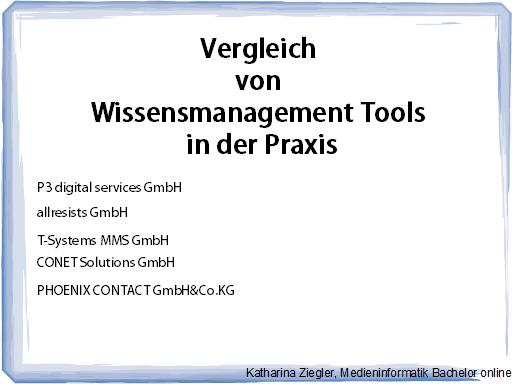 Vergleich
von
Wissensmanagement Tools
in der Praxis
P3 digital services GmbH
allresists GmbH
T-Systems MMS GmbH
CONET Solutions GmbH
PHOENIX CONTACT GmbH&Co.KG
Katharina Ziegler, Medieninformatik Bachelor online